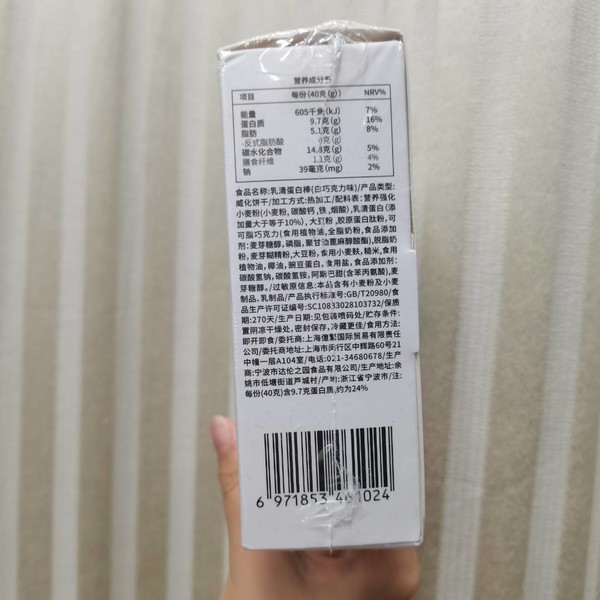 营养成分表
项目 每份(40克(g)) NRV%
能量 605千焦(kJ) 7%
蛋白质 9.7克(g) 16%
脂肪 5.1克(g) 8%
-反式脂肪酸 0克(g)
碳水化合物 14.8克(g) 5%
膳食纤维 1.1克(g) 4%
钠 39毫克(mg) 2%
食品名称:乳清蛋白棒(白巧克力味)/产品类型:
威化饼干/加工方式:热加工/配料表:营养强化
小麦粉(小麦粉,碳酸钙,铁,烟酸),乳清蛋白(添
加量大于等于10%),大豆粉,胶原蛋白肽粉,可
可脂巧克力(食用植物油,全脂奶粉,食品添加
剂:麦芽糖醇,磷脂,聚甘油蓖麻醇酸酯),脱脂奶
粉,麦芽糊精粉,大豆粉,食用小麦麸,糙米,食用
植物油,椰油,豌豆蛋白,食用盐,食品添加剂:
碳酸氢钠,碳酸氢铵,阿斯巴甜(含苯丙氨酸),麦
芽糖醇。/过敏原信息:本品含有小麦粉及小麦
制品、乳制品/产品执行标准号:GB/T20980/食
品生产许可证编号:SC10833028103732/保质
期:270天/生产日期:见包装喷码处/贮存条件:
置阴凉干燥处,密封保存,冷藏更佳/食用方法:
即开即食/委托商:上海僡絷国际贸易有限责任
公司/委托商地址:上海市闵行区中辉路60号21
中幢一层A104室/电话:021-34680678/生产
商:宁波市达伦之园食品有限公司/生产地址:余
姚市低塘街道芦城村/产地:浙江省宁波市/注:
每份(40克)含9.7克蛋白质,约为24%
6 971853 461024